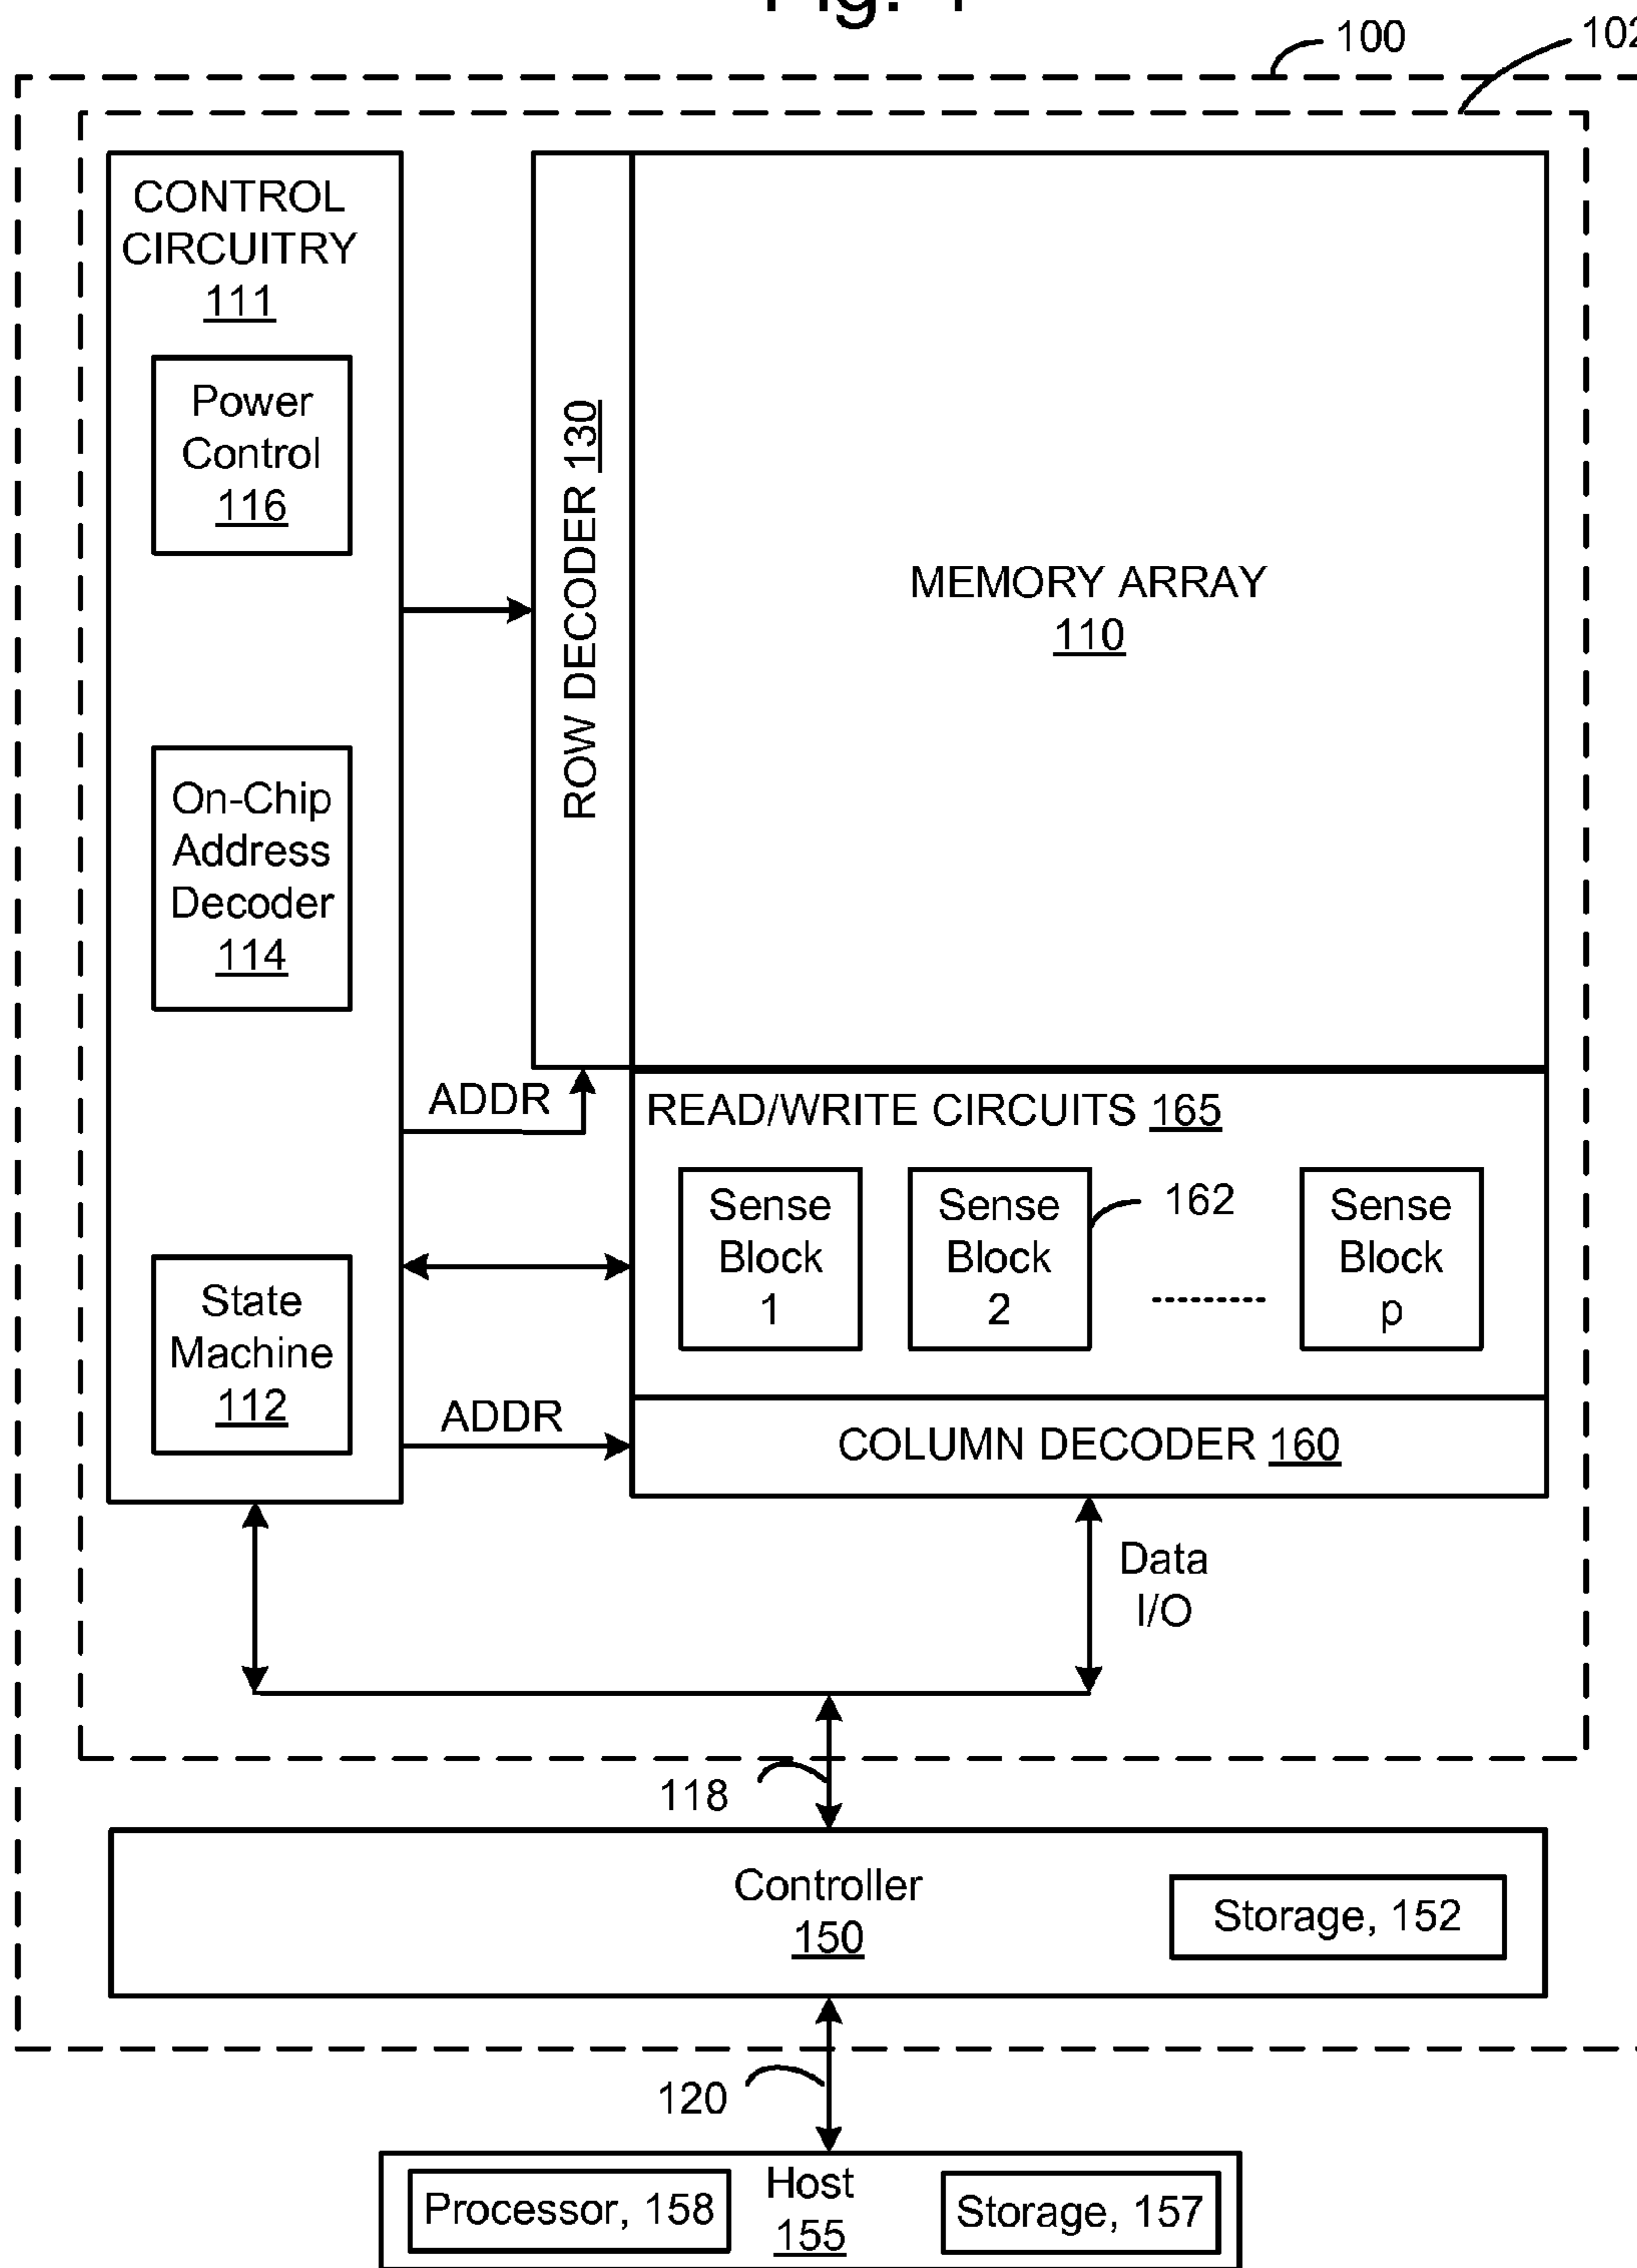 100
102
CONTROL
CIRCUITRY
111
Power
Control
116
On-Chip
Address
Decoder
114
State
Machine
112
ROW DECODER 130
MEMORY ARRAY
110
ADDR
READ/WRITE CIRCUITS 165
Sense
Block
1
Sense
Block
2
162
Sense
Block
p
ADDR
COLUMN DECODER 160
Data
I/O
118
Controller
150
Storage, 152
120
Host
155
Processor, 158
Storage, 157